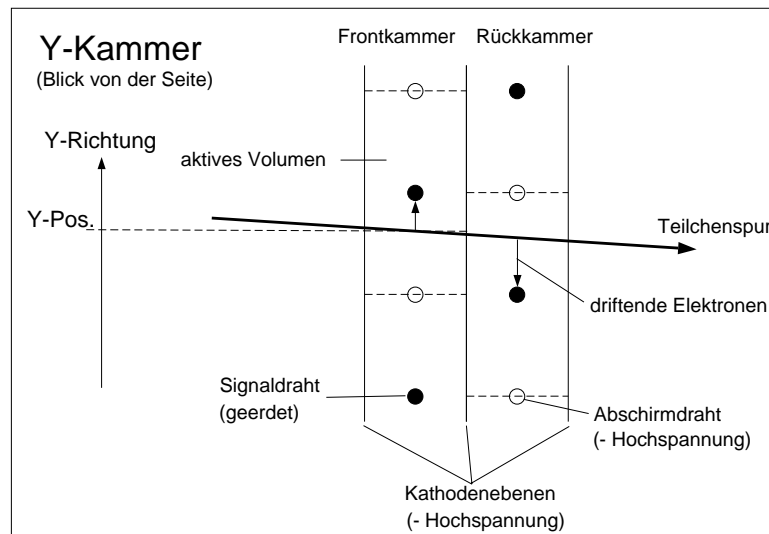 Y-Kammer
(Blick von der Seite)
Frontkammer
Rückkammer
Y-Richtung
aktives Volumen
Y-Pos.
Teilchenspur
driftende Elektronen
Signaldraht
(geerdet)
Abschirmdraht
(- Hochspannung)
Kathodenebenen
(- Hochspannung)